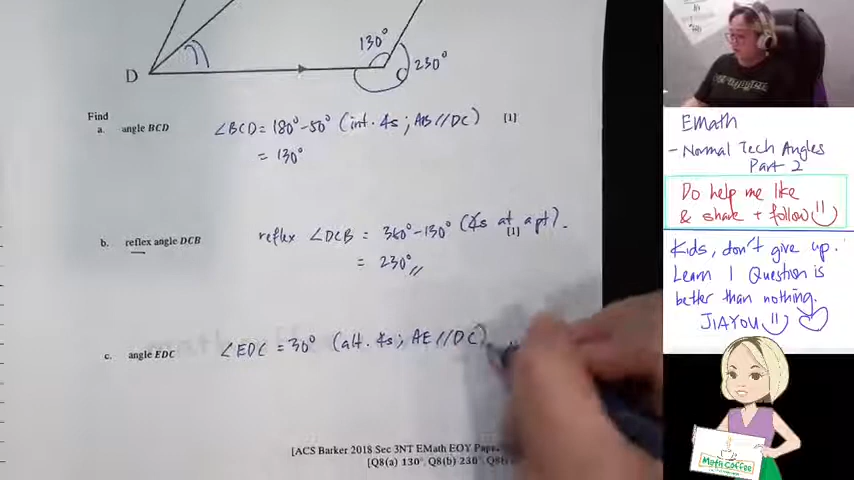 130°
230°
D
C
Find
a. angle BCD
∠BCD = 180° - 50° (int. ∠s ; AB // DC) [1]
= 130°
b. reflex angle DCB
reflex ∠DCB = 360° - 130° (∠s at a pt).
[1]
= 230°//
c. angle EDC
∠EDC = 30° (alt. ∠s ; AE // DC)
[ACS Barker 2018 Sec 3NT EMath EOY
[Q8(a) 130°, Q8(b) 230°
EMath
- Normal Tech Angles
Part 2
Do help me like
& share + follow
Kids, don't give up.
Learn 1 Question is
better than nothing.
JIAYOU
Math Coffee